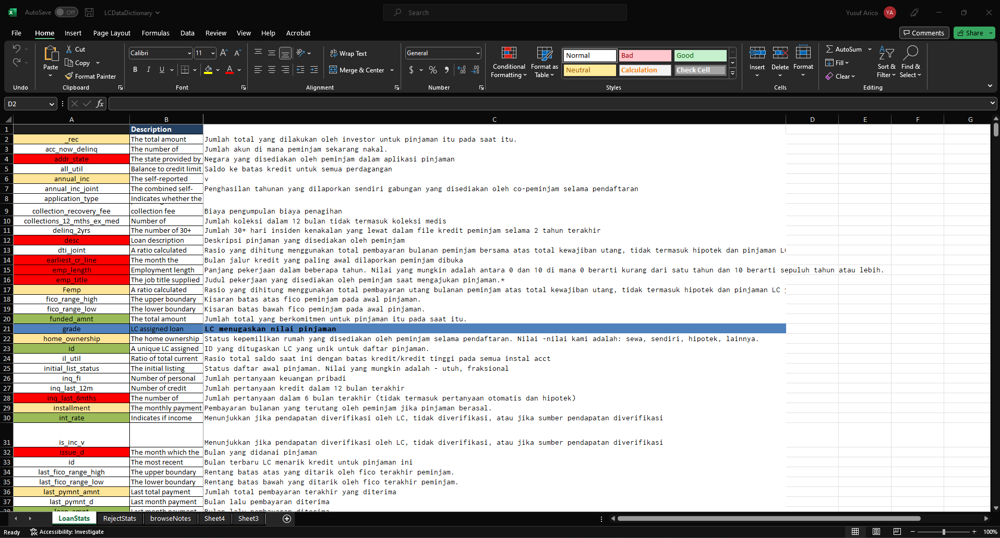 AutoSave Off LCDataDictionary Search Yusuf Arico YA
File Home Insert Page Layout Formulas Data Review View Help Acrobat Comments Share
Cut
Copy
Format Painter
Paste
Calibri 11
B I U
Wrap Text
Merge & Center
General
$ % 9
Conditional Formatting
Format as Table
Normal Bad Good
Neutral Calculation Check Cell
Insert Delete Format
AutoSum
Fill
Clear
Sort & Filter
Find & Select
Undo Clipboard Font Alignment Number Styles Cells Editing
D2 fx
A B C D E F G
1 Description
2 _rec The total amount Jumlah total yang dilakukan oleh investor untuk pinjaman itu pada saat itu.
3 acc_now_delinq The number of Jumlah akun di mana peminjam sekarang nakal.
4 addr_state The state provided by Negara yang disediakan oleh peminjam dalam aplikasi pinjaman
5 all_util Balance to credit limit Saldo ke batas kredit untuk semua perdagangan
6 annual_inc The self-reported v
7 annual_inc_joint The combined self- Penghasilan tahunan yang dilaporkan sendiri gabungan yang disediakan oleh co-peminjam selama pendaftaran
8 application_type Indicates whether the
9 collection_recovery_fee collection fee Biaya pengumpulan biaya penagihan
10 collections_12_mths_ex_med Number of Jumlah koleksi dalam 12 bulan tidak termasuk koleksi medis
11 delinq_2yrs The number of 30+ Jumlah 30+ hari insiden kenakalan yang lewat dalam file kredit peminjam selama 2 tahun terakhir
12 desc Loan description Deskripsi pinjaman yang disediakan oleh peminjam
13 dti_joint A ratio calculated Rasio yang dihitung menggunakan total pembayaran bulanan peminjam bersama atas total kewajiban utang, tidak termasuk hipotek dan pinjaman
14 earliest_cr_line The month the Bulan jalur kredit yang paling awal dilaporkan peminjam dibuka
15 emp_length Employment length Panjang pekerjaan dalam beberapa tahun. Nilai yang mungkin adalah antara 0 dan 10 di mana 0 berarti kurang dari satu tahun dan 10 berarti sepuluh tahun atau lebih.
16 emp_title The job title supplied Judul pekerjaan yang disediakan oleh peminjam saat mengajukan pinjaman.*
17 Femp A ratio calculated Rasio yang dihitung menggunakan total pembayaran utang bulanan peminjam atas total kewajiban utang, tidak termasuk hipotek dan pinjaman LC
18 fico_range_high The upper boundary Kisaran batas atas fico peminjam pada awal pinjaman.
19 fico_range_low The lower boundary Kisaran batas bawah fico peminjam pada awal pinjaman.
20 funded_amnt The total amount Jumlah total yang berkomitmen untuk pinjaman itu pada saat itu.
21 grade LC assigned loan LC menugaskan nilai pinjaman
22 home_ownership The home ownership Status kepemilikan rumah yang disediakan oleh peminjam selama pendaftaran. Nilai -nilai kami adalah: sewa, sendiri, hipotek, lainnya.
23 id A unique LC assigned ID yang ditugaskan LC yang unik untuk daftar pinjaman.
24 il_util Ratio of total current Rasio total saldo saat ini dengan batas kredit/kredit tinggi pada semua instal acct
25 initial_list_status The initial listing Status daftar awal pinjaman. Nilai yang mungkin adalah - utuh, fraksional
26 inq_fi Number of personal Jumlah pertanyaan keuangan pribadi
27 inq_last_12m Number of credit Jumlah pertanyaan kredit dalam 12 bulan terakhir
28 inq_last_6mths The number of Jumlah pertanyaan dalam 6 bulan terakhir (tidak termasuk pertanyaan otomatis dan hipotek)
29 installment The monthly payment Pembayaran bulanan yang terutang oleh peminjam jika pinjaman berasal.
30 int_rate Indicates if income Menunjukkan jika pendapatan diverifikasi oleh LC, tidak diverifikasi, atau jika sumber pendapatan diverifikasi
31 is_inc_v Menunjukkan jika pendapatan diverifikasi oleh LC, tidak diverifikasi, atau jika sumber pendapatan diverifikasi
32 issue_d The month which the Bulan yang didanai pinjaman
33 id The most recent Bulan terbaru LC menarik kredit untuk pinjaman ini
34 last_fico_range_high The upper boundary Rentang batas atas yang ditarik oleh fico terakhir peminjam.
35 last_fico_range_low The lower boundary Rentang batas bawah yang ditarik oleh fico terakhir peminjam.
36 last_pymnt_amnt Last total payment Jumlah total pembayaran terakhir yang diterima
37 last_pymnt_d Last month payment Bulan lalu pembayaran diterima
LoanStats RejectStats browseNotes Sheet4 Sheet3
Ready Accessibility: Investigate 100%